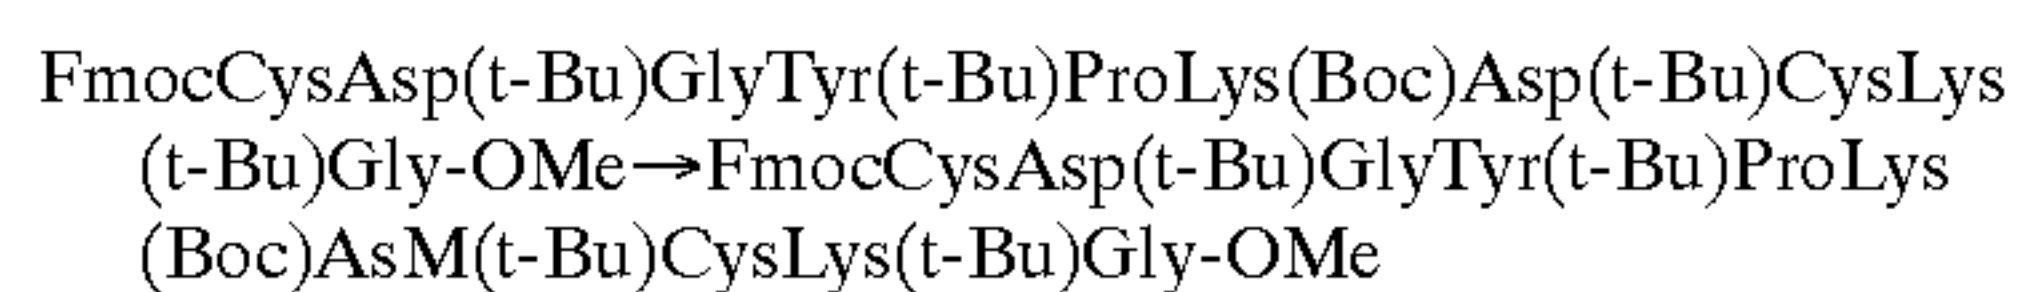 FmocCysAsp(t-Bu)GlyTyr(t-Bu)ProLys(Boc)Asp(t-Bu)CysLys
(t-Bu)Gly-OMe→FmocCysAsp(t-Bu)GlyTyr(t-Bu)ProLys
(Boc)AsM(t-Bu)CysLys(t-Bu)Gly-OMe